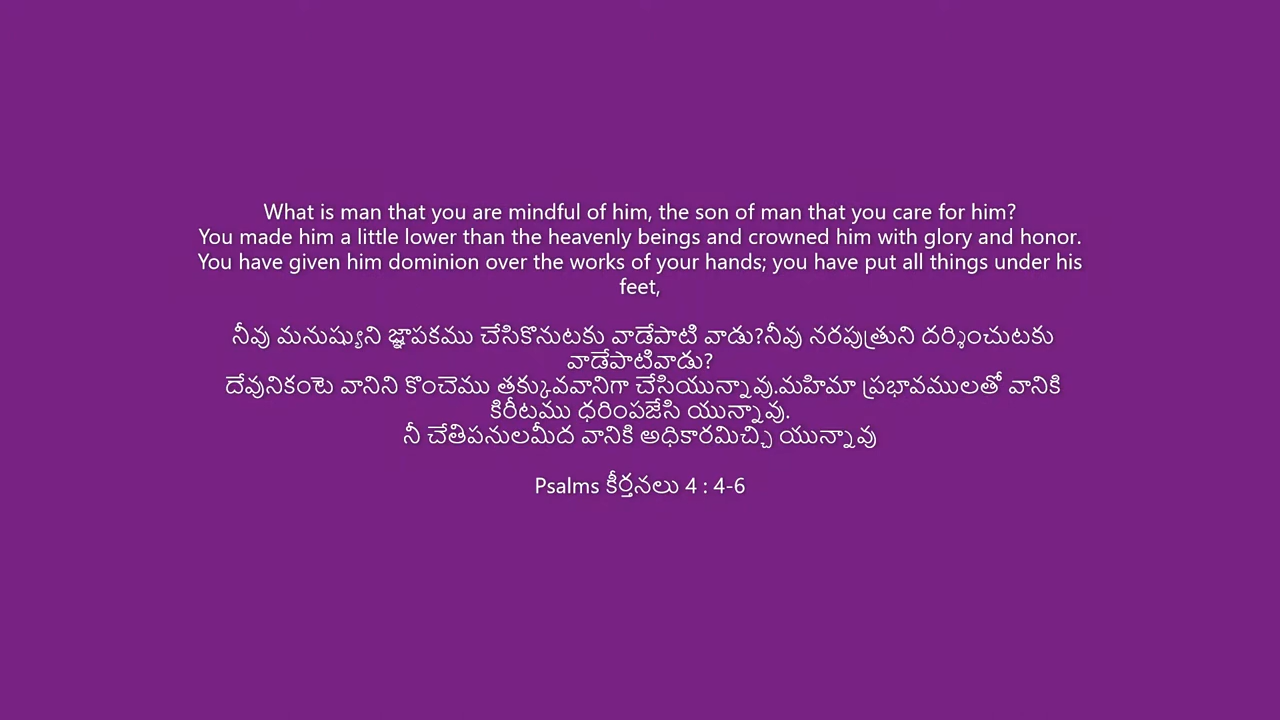 What is man that you are mindful of him, the son of man that you care for him?
You made him a little lower than the heavenly beings and crowned him with glory and honor.
You have given him dominion over the works of your hands; you have put all things under his
feet,
నీవు మనుష్యుని జ్ఞాపకము చేసికొనుటకు వాడేపాటి వాడు?నీవు నరపుత్రుని దర్శించుటకు
వాడేపాటివాడు?
దేవునికంటె వానిని కొంచెము తక్కువవానిగా చేసియున్నావు.మహిమా ప్రభావములతో వానికి
కిరీటము ధరింపజేసి యున్నావు.
నీ చేతిపనులమీద వానికి అధికారమిచ్చి యున్నావు
Psalms కీర్తనలు 4 : 4-6